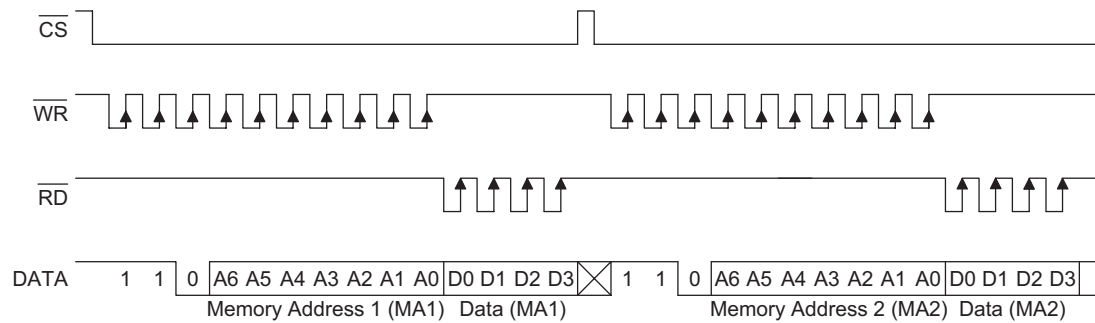 CS
WR
RD
DATA 1 1 0 A6 A5 A4 A3 A2 A1 A0 D0 D1 D2 D3 1 1 0 A6 A5 A4 A3 A2 A1 A0 D0 D1 D2 D3
Memory Address 1 (MA1) Data (MA1) Memory Address 2 (MA2) Data (MA2)